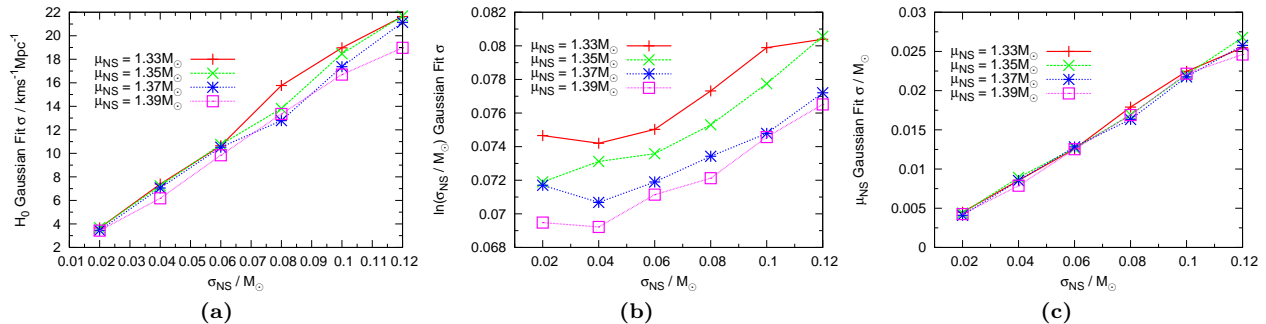 H₀ Gaussian Fit σ / kms⁻¹Mpc⁻¹
22
20
18
16
14
12
10
8
6
4
2
μNS = 1.33M☉
μNS = 1.35M☉
μNS = 1.37M☉
μNS = 1.39M☉
0.01 0.02 0.03 0.04 0.05 0.06 0.07 0.08 0.09 0.1 0.11 0.12
σNS / M☉
(a)
ln(σNS / M☉) Gaussian Fit σ
0.08
0.078
0.076
0.074
0.072
0.07
0.068
μNS = 1.33M☉
μNS = 1.35M☉
μNS = 1.37M☉
μNS = 1.39M☉
0.02 0.04 0.06 0.08 0.1 0.12
σNS / M☉
(b)
μNS Gaussian Fit σ / M☉
0.03
0.025
0.02
0.015
0.01
0.005
0
μNS = 1.33M☉
μNS = 1.35M☉
μNS = 1.37M☉
μNS = 1.39M☉
0.02 0.04 0.06 0.08 0.1 0.12
σNS / M☉
(c)